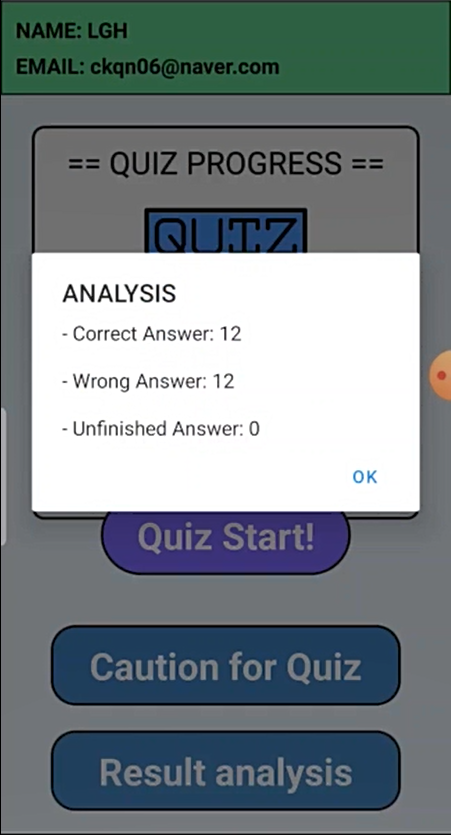 NAME: LGH
EMAIL: ckqn06@naver.com
== QUIZ PROGRESS ==
QUIZ
ANALYSIS
- Correct Answer: 12
- Wrong Answer: 12
- Unfinished Answer: 0
OK
Quiz Start!
Caution for Quiz
Result analysis